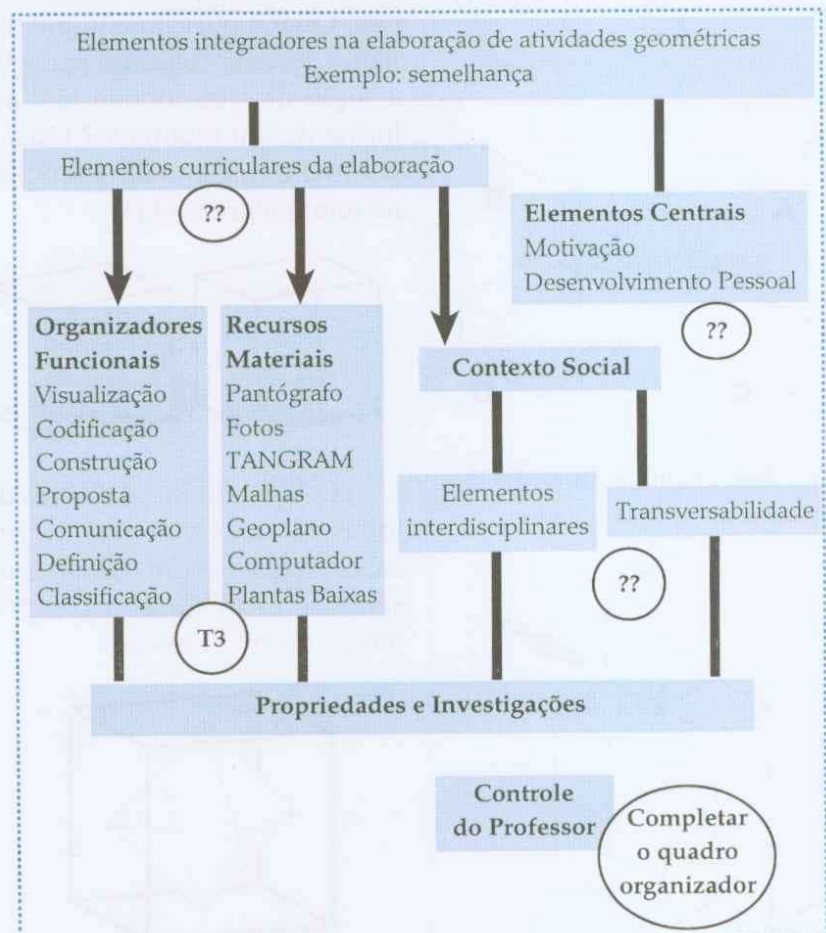 Elementos integradores na elaboração de atividades geométricas
Exemplo: semelhança
Elementos curriculares da elaboração
??
Elementos Centrais
Motivação
Desenvolvimento Pessoal
??
Organizadores
Funcionais
Visualização
Codificação
Construção
Proposta
Comunicação
Definição
Classificação
Recursos
Materiais
Pantógrafo
Fotos
TANGRAM
Malhas
Geoplano
Computador
Plantas Baixas
T3
Contexto Social
Elementos
interdisciplinares
Transversabilidade
??
Propriedades e Investigações
Controle
do Professor
Completar
o quadro
organizador